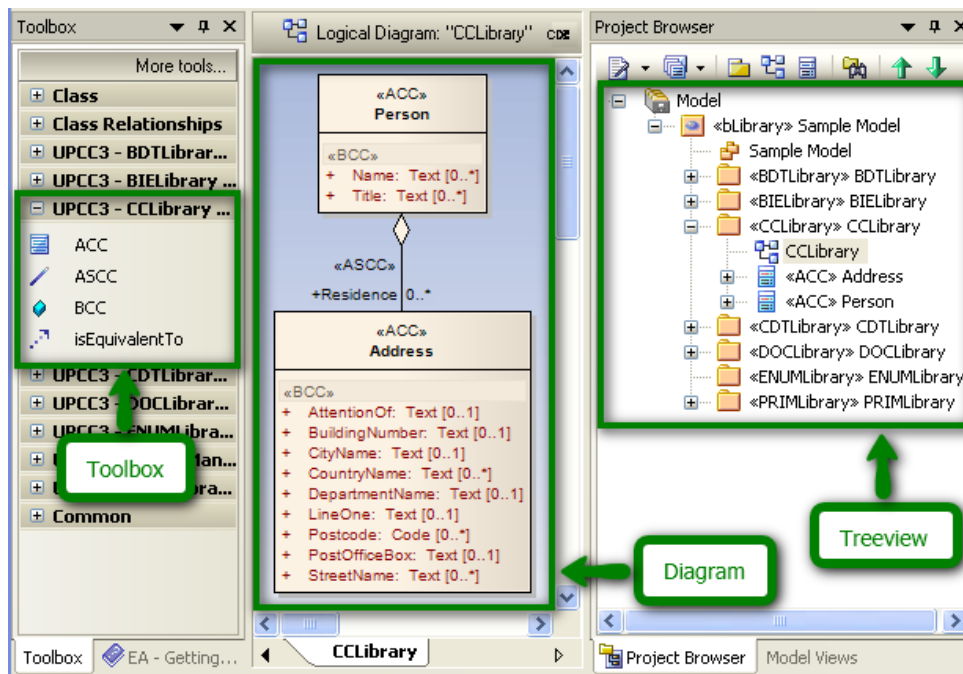 Toolbox
More tools...
Class
Class Relationships
UPCC3 - BDTLibrar...
UPCC3 - BIELibrary ...
UPCC3 - CCLibrary ...
ACC
ASCC
BCC
isEquivalentTo
UPCC3 - CDTLibrar...
UPCC3 - DOCLibrar...
UPCC3 - ENUMLibra...
Toolbox
Common
Toolbox
EA - Getting...
Logical Diagram: "CCLibrary"
«ACC»
Person
«BCC»
+ Name: Text [0..*]
+ Title: Text [0..*]
«ASCC»
+Residence 0..*
«ACC»
Address
«BCC»
+ AttentionOf: Text [0..1]
+ BuildingNumber: Text [0..1]
+ CityName: Text [0..1]
+ CountryName: Text [0..*]
+ DepartmentName: Text [0..1]
+ LineOne: Text [0..1]
+ Postcode: Code [0..*]
+ PostOfficeBox: Text [0..1]
+ StreetName: Text [0..*]
Diagram
CCLibrary
Project Browser
Model
«bLibrary» Sample Model
Sample Model
«BDTLibrary» BDTLibrary
«BIELibrary» BIELibrary
«CCLibrary» CCLibrary
CCLibrary
«ACC» Address
«ACC» Person
«CDTLibrary» CDTLibrary
«DOCLibrary» DOCLibrary
«ENUMLibrary» ENUMLibrary
«PRIMLibrary» PRIMLibrary
Treeview
Project Browser
Model Views